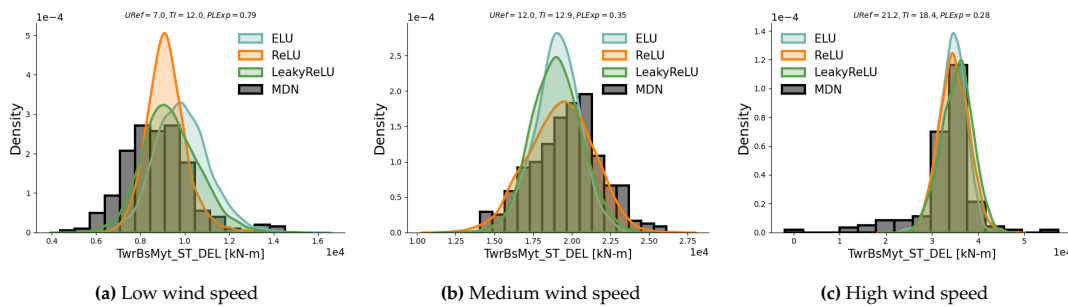 URef = 7.0, TI = 12.0, PLExp = 0.79
1e−4
5
4
3
2
1
0
Density
ELU
ReLU
LeakyReLU
MDN
0.4 0.6 0.8 1.0 1.2 1.4 1.6
1e4
TwrBsMyt_ST_DEL [kN-m]
(a) Low wind speed
URef = 12.0, TI = 12.9, PLExp = 0.35
1e−4
2.5
2.0
1.5
1.0
0.5
0.0
Density
ELU
ReLU
LeakyReLU
MDN
1.00 1.25 1.50 1.75 2.00 2.25 2.50 2.75
1e4
TwrBsMyt_ST_DEL [kN-m]
(b) Medium wind speed
URef = 21.2, TI = 18.4, PLExp = 0.28
1e−4
1.4
1.2
1.0
0.8
0.6
0.4
0.2
0.0
Density
ELU
ReLU
LeakyReLU
MDN
0 1 2 3 4 5
1e4
TwrBsMyt_ST_DEL [kN-m]
(c) High wind speed